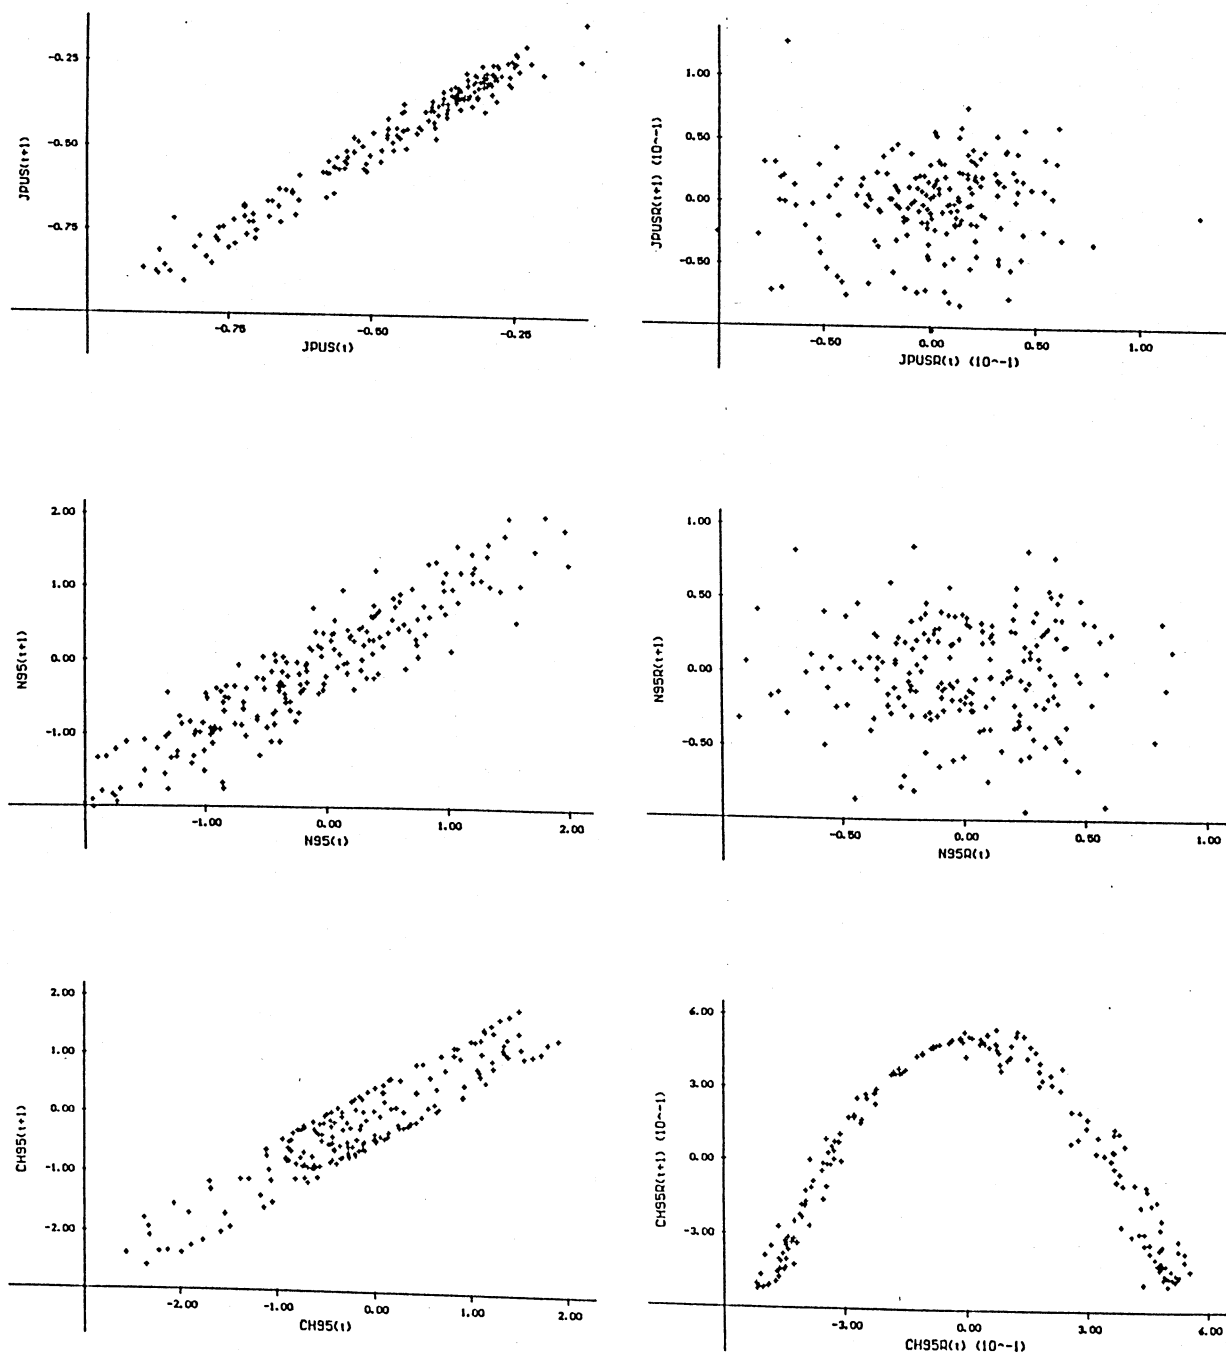 -0.25
-0.50
-0.75
JPUS(t+1)
-0.75 -0.50 -0.25
JPUS(t)
1.00
0.50
0.00
-0.50
JPUSR(t+1) (10^-1)
-0.50 0.00 0.50 1.00
JPUSR(t) (10^-1)
2.00
1.00
0.00
-1.00
N95(t+1)
-1.00 0.00 1.00 2.00
N95(t)
1.00
0.50
0.00
-0.50
N95R(t+1)
-0.50 0.00 0.50 1.00
N95R(t)
2.00
1.00
0.00
-1.00
-2.00
CH95(t+1)
-2.00 -1.00 0.00 1.00 2.00
CH95(t)
6.00
3.00
0.00
-3.00
CH95R(t+1) (10^-1)
-3.00 0.00 3.00 6.00
CH95R(t) (10^-1)